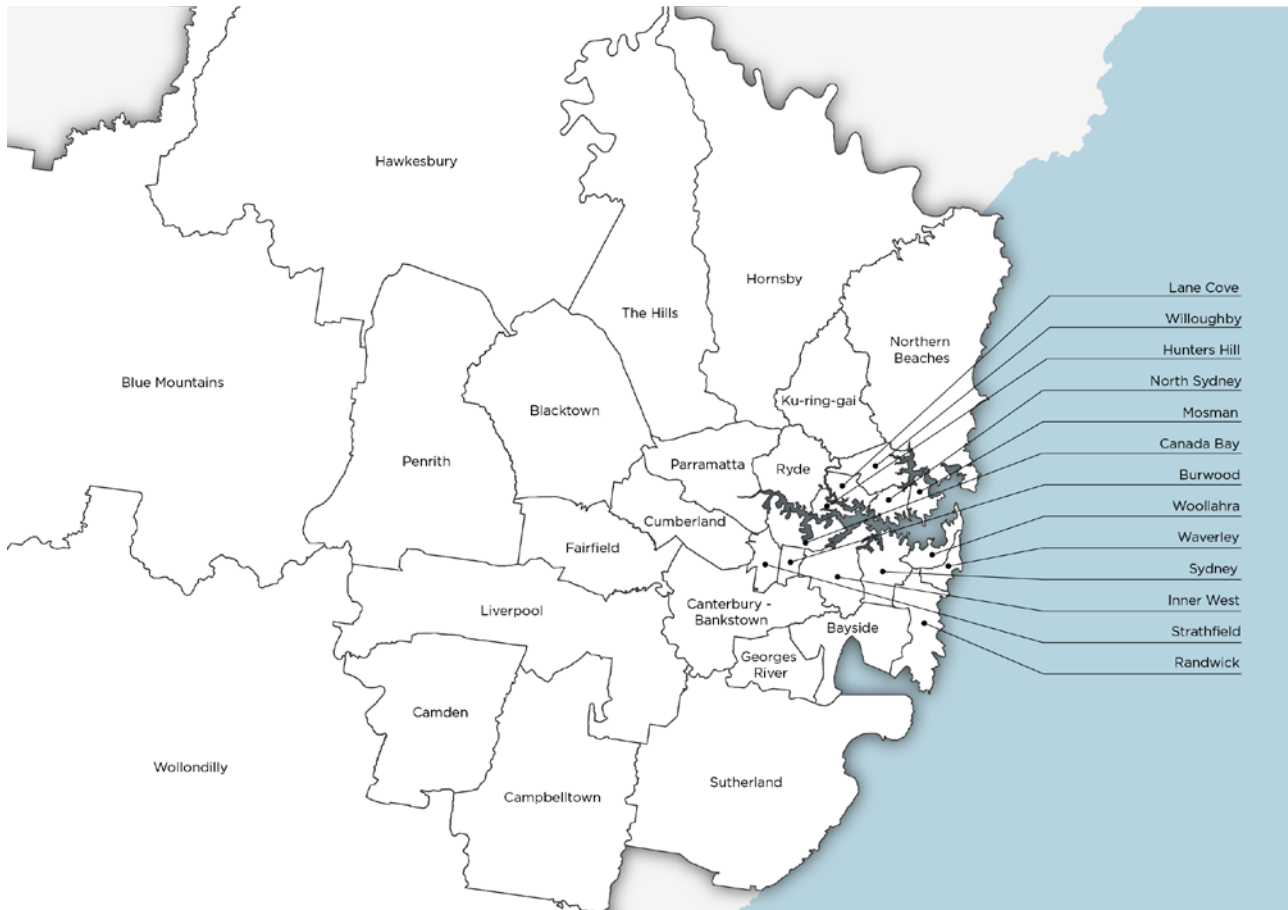 Hawkesbury
Hornsby
The Hills
Northern
Beaches
Blue Mountains
Ku-ring-gai
Blacktown
Penrith
Parramatta
Ryde
Cumberland
Fairfield
Liverpool
Canterbury -
Bankstown
Bayside
Georges
River
Camden
Wollondilly
Campbelltown
Sutherland
Lane Cove
Willoughby
Hunters Hill
North Sydney
Mosman
Canada Bay
Burwood
Woollahra
Waverley
Sydney
Inner West
Strathfield
Randwick